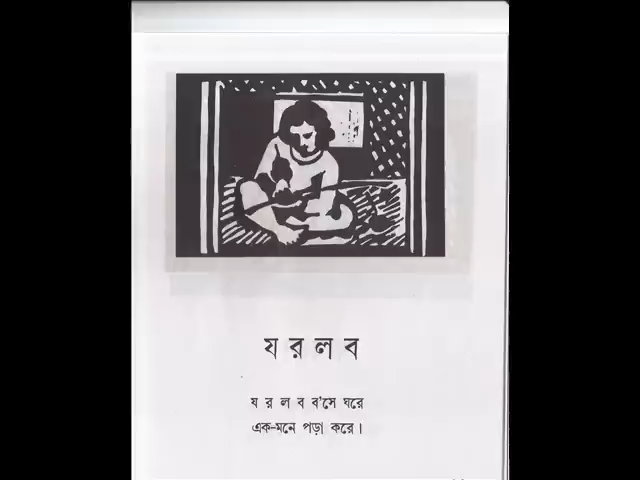 য র ল ব
য র ল ব ব'সে ঘরে
এক-মনে পড়া করে।